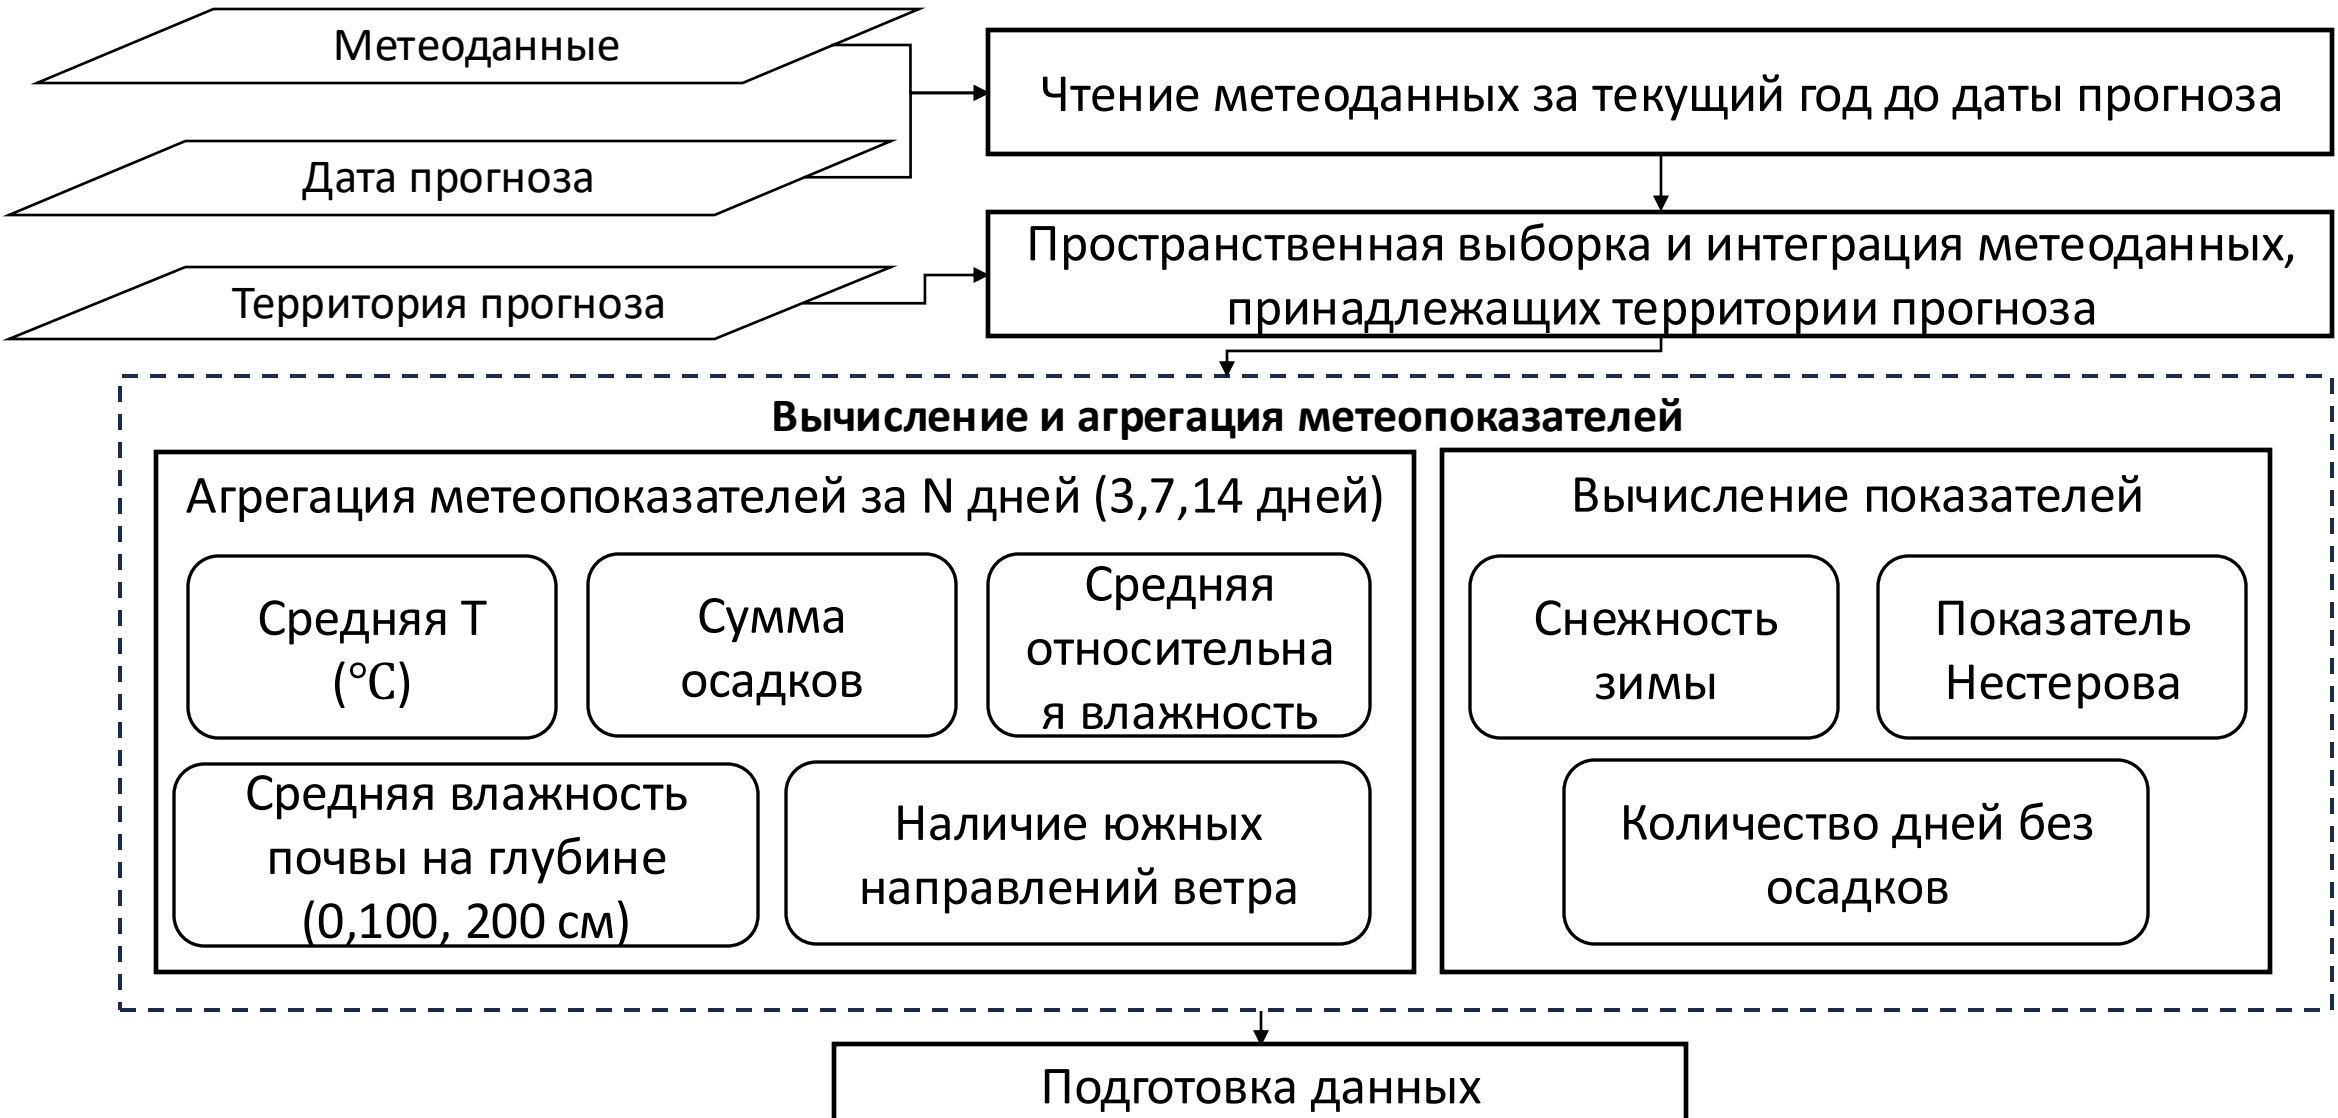 Метеоданные
Чтение метеоданных за текущий год до даты прогноза
Дата прогноза
Пространственная выборка и интеграция метеоданных,
принадлежащих территории прогноза
Территория прогноза
Вычисление и агрегация метеопоказателей
Агрегация метеопоказателей за N дней (3,7,14 дней)
Средняя Т
(°C)
Сумма
осадков
Средняя
относительна
я влажность
Средняя влажность
почвы на глубине
(0,100, 200 см)
Наличие южных
направлений ветра
Вычисление показателей
Снежность
зимы
Показатель
Нестерова
Количество дней без
осадков
Подготовка данных